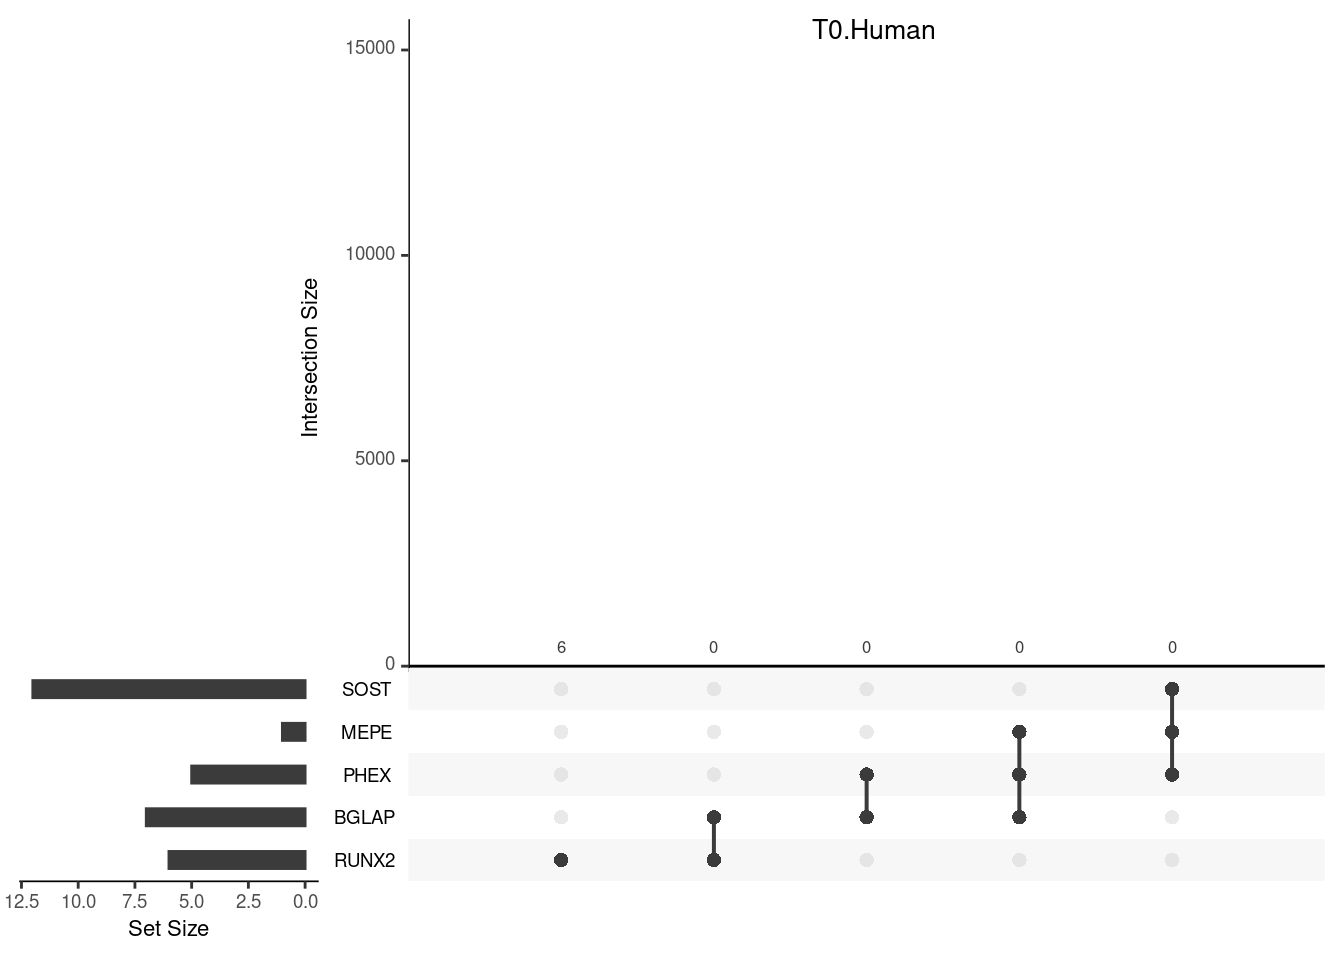 T0.Human
15000
10000
5000
0
Intersection Size
6 0 0 0 0
SOST
MEPE
PHEX
BGLAP
RUNX2
12.5 10.0 7.5 5.0 2.5 0.0
Set Size